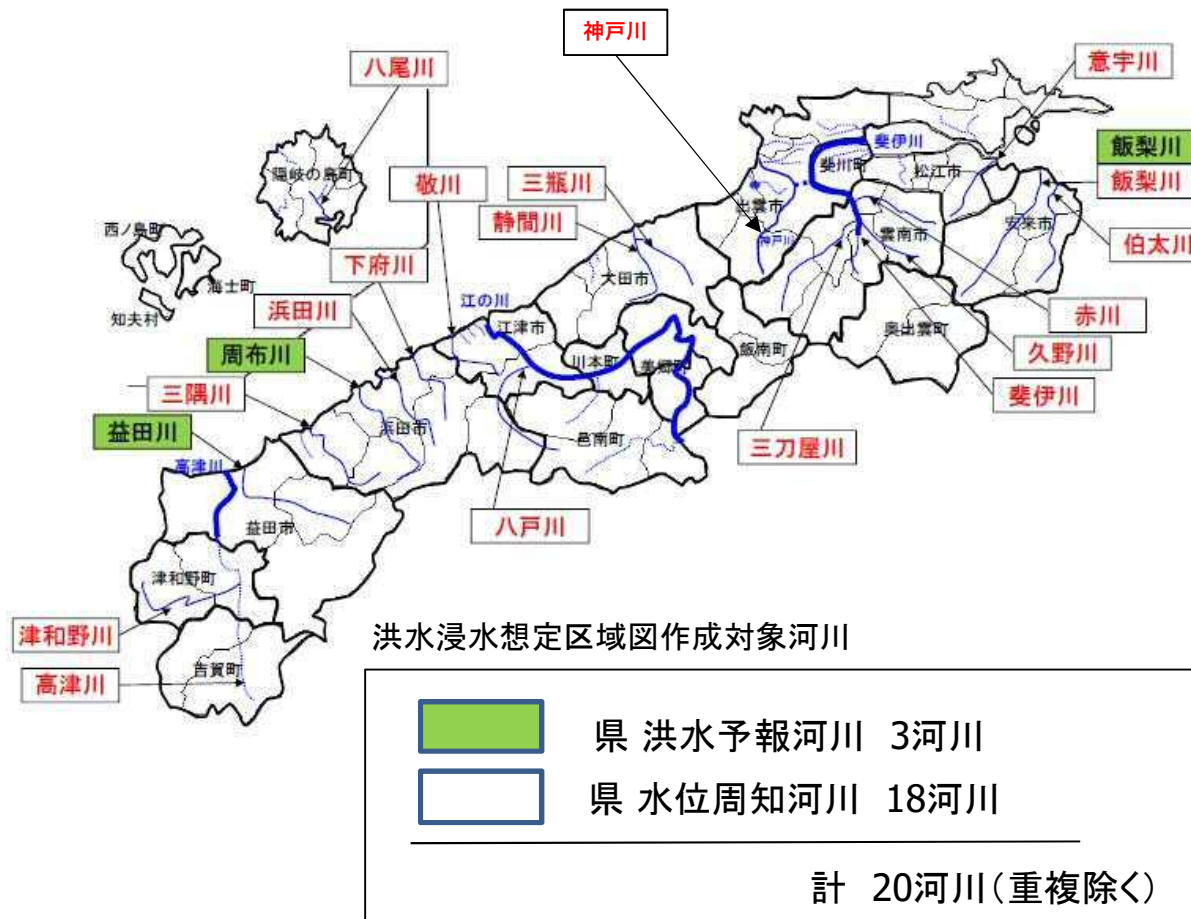 神戸川
八尾川
意宇川
隠岐の島町
敬川
三瓶川
斐伊川
斐川町
松江市
飯梨川
飯梨川
静間川
出雲市
雲南市
安来市
伯太川
西ノ島町
海士町
知夫村
下府川
神戸川
大田市
浜田川
江の川
江津市
川本町
美郷町
飯南町
奥出雲町
赤川
久野川
周布川
三隅川
斐伊川
益田川
浜田市
邑南町
三刀屋川
高津川
益田市
八戸川
津和野町
津和野川
吉賀町
高津川
洪水浸水想定区域図作成対象河川
県 洪水予報河川 3河川
県 水位周知河川 18河川
計 20河川(重複除く)